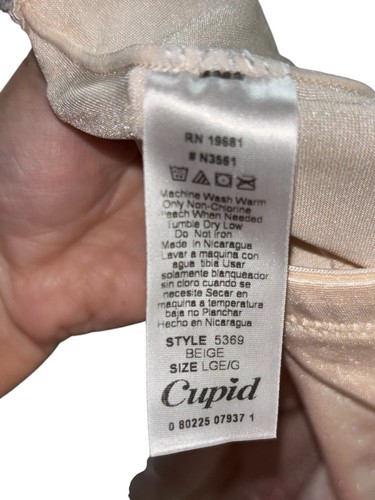 RN 19681
# N3561
Machine Wash Warm
Only Non-Chlorine
Bleach When Needed
Tumble Dry Low
Do Not Iron
Made In Nicaragua
Lavar a maquina con
agua tibia Usar
solamente blanqueador
sin cloro cuando se
necesite Secar en
maquina a temperatura
baja no Planchar
Hecho en Nicaragua
STYLE 5369
BEIGE
SIZE LGE/G
Cupid
0 80225 07937 1